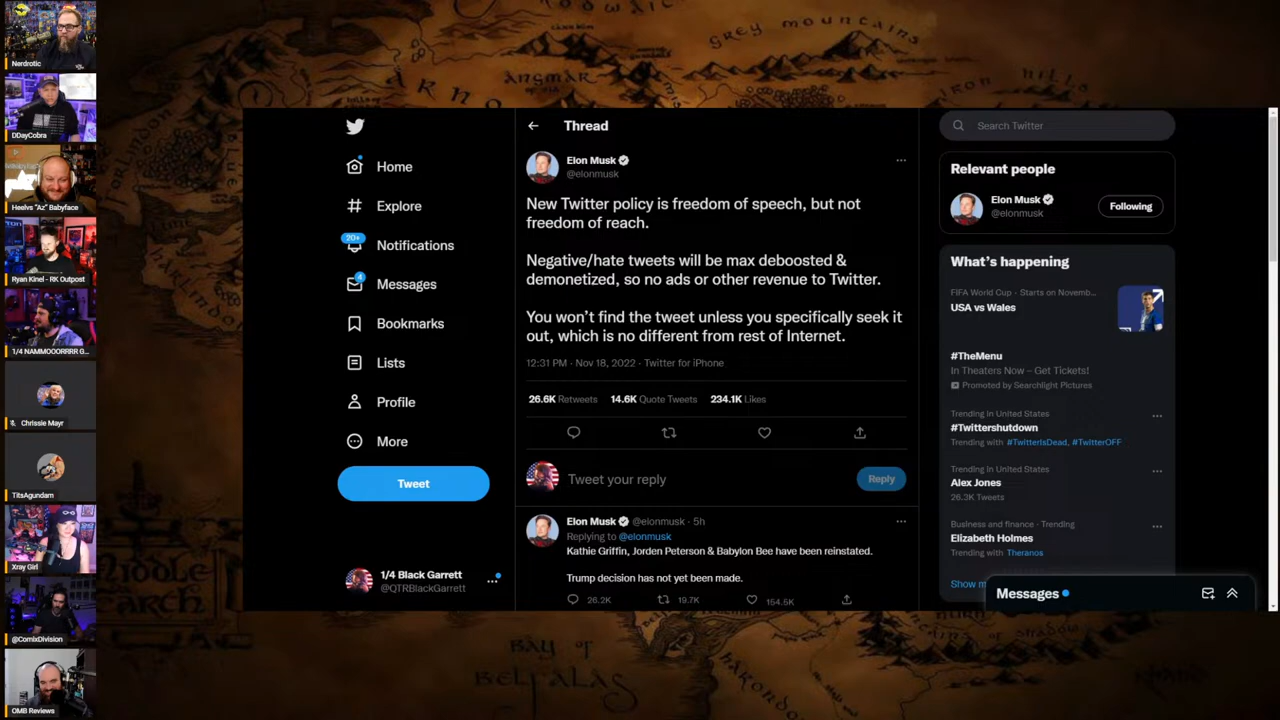 Nerdrotic
DDayCobra
Heelvs "Az" Babyface
Ryan Kinel - RK Outpost
1/4 NAMMOOORRRR G...
Chrissie Mayr
TitsAgundam
Xray Girl
@ComixDivision
OMB Reviews
GREY MOUNTAINS
ANGMAR
Home
Explore
20+
Notifications
4
Messages
Bookmarks
Lists
Profile
More
Tweet
1/4 Black Garrett
@QTRBlackGarrett
Thread
Elon Musk
@elonmusk
New Twitter policy is freedom of speech, but not
freedom of reach.
Negative/hate tweets will be max deboosted &
demonetized, so no ads or other revenue to Twitter.
You won't find the tweet unless you specifically seek it
out, which is no different from rest of Internet.
12:31 PM · Nov 18, 2022 · Twitter for iPhone
26.6K Retweets 14.6K Quote Tweets 234.1K Likes
Tweet your reply
Reply
Elon Musk @elonmusk · 5h
Replying to @elonmusk
Kathie Griffin, Jorden Peterson & Babylon Bee have been reinstated.
Trump decision has not yet been made.
26.2K 19.7K 154.5K
Search Twitter
Relevant people
Elon Musk
@elonmusk
Following
What's happening
FIFA World Cup · Starts on Novemb...
USA vs Wales
#TheMenu
In Theaters Now – Get Tickets!
Promoted by Searchlight Pictures
Trending in United States
#Twittershutdown
Trending with #TwitterIsDead, #TwitterOFF
Trending In United States
Alex Jones
26.3K Tweets
Business and finance · Trending
Elizabeth Holmes
Trending with Theranos
Show m
Messages
BAY OF
BELFALAS